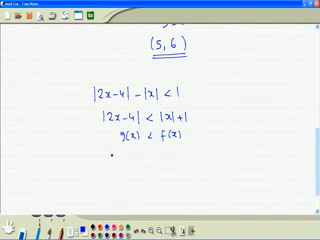 (5, 6)
|2x-4| - |x| < 1
|2x-4| < |x|+1
g(x) < f(x)